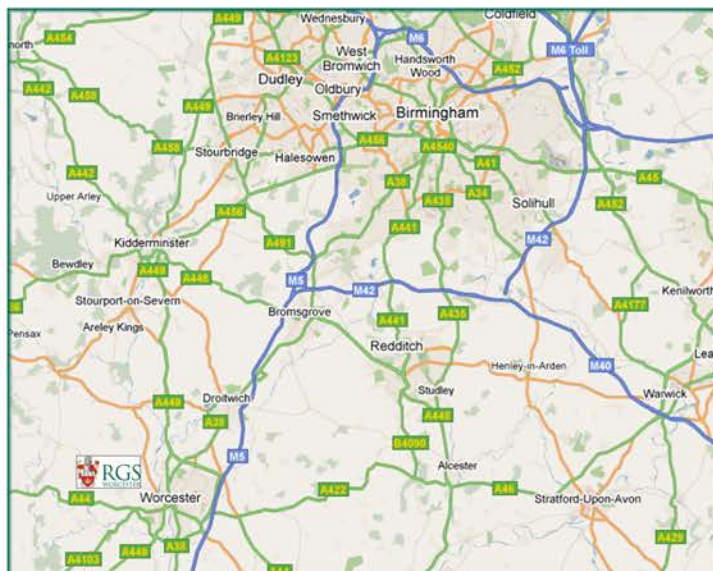 A449
Wednesbury
Coldfield
A454
M6
north
West
Bromwich
Handsworth
Wood
M6 Toll
A4123
A452
Dudley
Oldbury
A442
A458
A449
Brierley Hill
Smethwick
Birmingham
A458
Stourbridge
Halesowen
A456
A4540
A41
A45
A442
Upper Arley
A38
A435
A34
A456
A441
Solihull
A452
Kidderminster
A491
M42
Bewdley
A449
A448
M5
M42
Kenilworth
Stourport-on-Severn
A4177
Pensax
Areley Kings
Bromsgrove
A441
A435
Redditch
Henley-in-Arden
M40
Lea
Studley
Warwick
Droitwich
A449
A38
A448
B4090
M5
Alcester
RGS
WORCESTER
A44
Worcester
A422
A46
Stratford-Upon-Avon
A429
A4103
A449
A38
A44